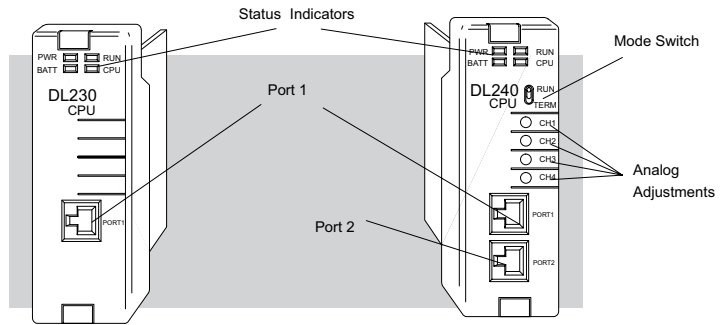 Status Indicators
PWR RUN
BATT CPU
DL230
CPU
PORT1
Port 1
Port 2
PWR RUN
BATT CPU
DL240
CPU
RUN
TERM
CH1
CH2
CH3
CH4
PORT1
PORT2
Mode Switch
Analog
Adjustments